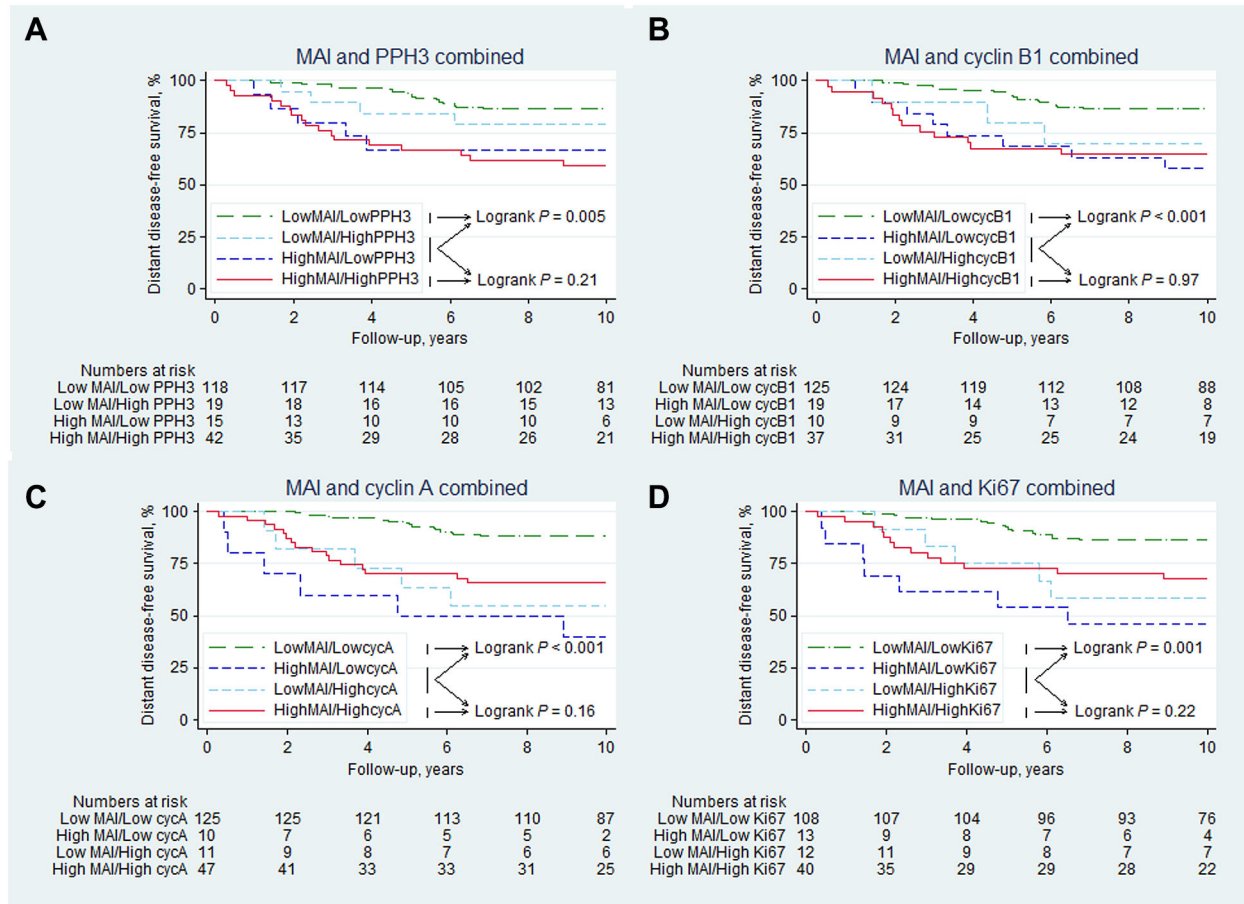 A
MAI and PPH3 combined
Distant disease-free survival, %
100
75
50
25
0
LowMAI/LowPPH3
LowMAI/HighPPH3
HighMAI/LowPPH3
HighMAI/HighPPH3
Logrank P = 0.005
Logrank P = 0.21
0 2 4 6 8 10
Follow-up, years
Numbers at risk
Low MAI/Low PPH3 118 117 114 105 102 81
Low MAI/High PPH3 19 18 16 16 15 13
High MAI/Low PPH3 15 13 10 10 10 6
High MAI/High PPH3 42 35 29 28 26 21
B
MAI and cyclin B1 combined
Distant disease-free survival, %
100
75
50
25
0
LowMAI/LowcycB1
HighMAI/LowcycB1
LowMAI/HighcycB1
HighMAI/HighcycB1
Logrank P < 0.001
Logrank P = 0.97
0 2 4 6 8 10
Follow-up, years
Numbers at risk
Low MAI/Low cycB1 125 124 119 112 108 88
High MAI/Low cycB1 19 17 14 13 12 8
Low MAI/High cycB1 10 9 9 7 7 7
High MAI/High cycB1 37 31 25 25 24 19
C
MAI and cyclin A combined
Distant disease-free survival, %
100
75
50
25
0
LowMAI/LowcycA
HighMAI/LowcycA
LowMAI/HighcycA
HighMAI/HighcycA
Logrank P < 0.001
Logrank P = 0.16
0 2 4 6 8 10
Follow-up, years
Numbers at risk
Low MAI/Low cycA 125 125 121 113 110 87
High MAI/Low cycA 10 7 6 5 5 2
Low MAI/High cycA 11 9 8 7 6 6
High MAI/High cycA 47 41 33 33 31 25
D
MAI and Ki67 combined
Distant disease-free survival, %
100
75
50
25
0
LowMAI/LowKi67
HighMAI/LowKi67
LowMAI/HighKi67
HighMAI/HighKi67
Logrank P = 0.001
Logrank P = 0.22
0 2 4 6 8 10
Follow-up, years
Numbers at risk
Low MAI/Low Ki67 108 107 104 96 93 76
High MAI/Low Ki67 13 9 8 7 6 4
Low MAI/High Ki67 12 11 9 8 7 7
High MAI/High Ki67 40 35 29 29 28 22